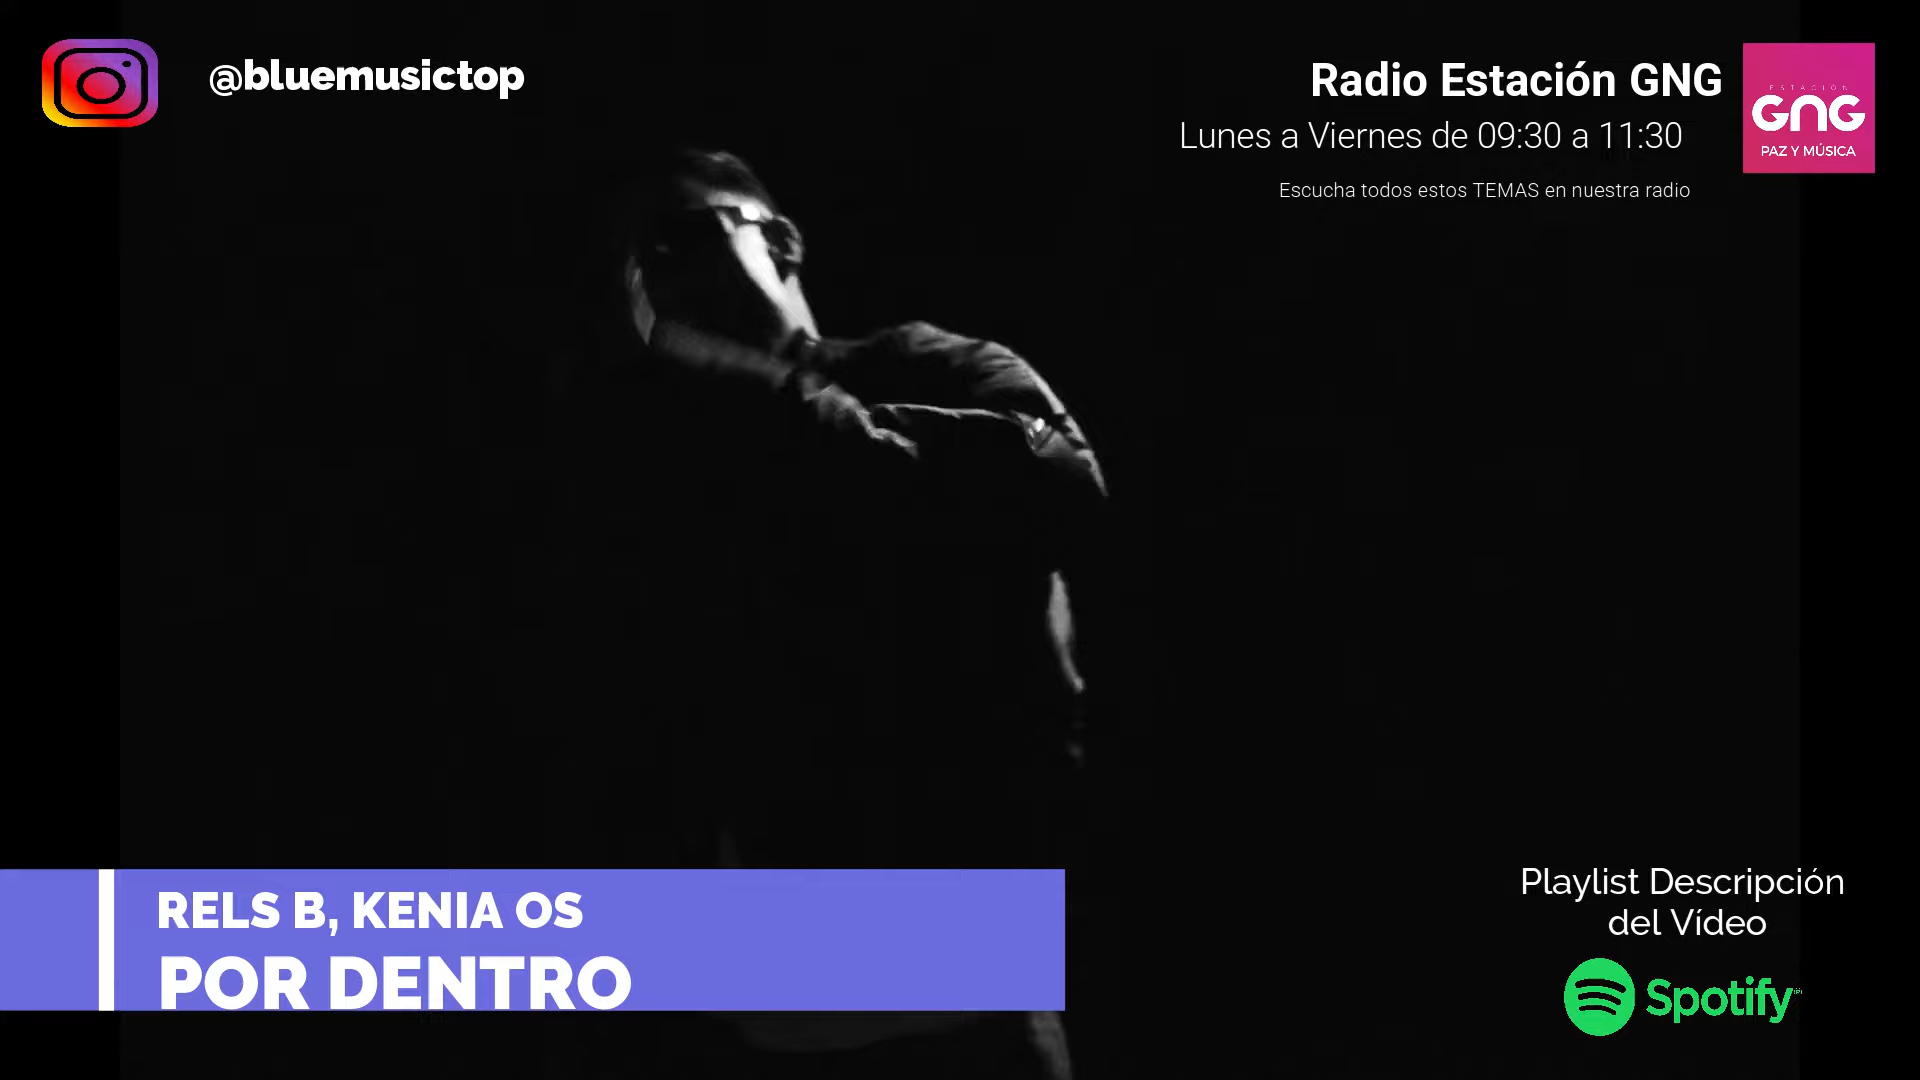 @bluemusictop
Radio Estación GNG
Lunes a Viernes de 09:30 a 11:30
Escucha todos estos TEMAS en nuestra radio
ESTACIÓN
GNG
PAZ Y MÚSICA
RELS B, KENIA OS
POR DENTRO
Playlist Descripción
del Vídeo
Spotify